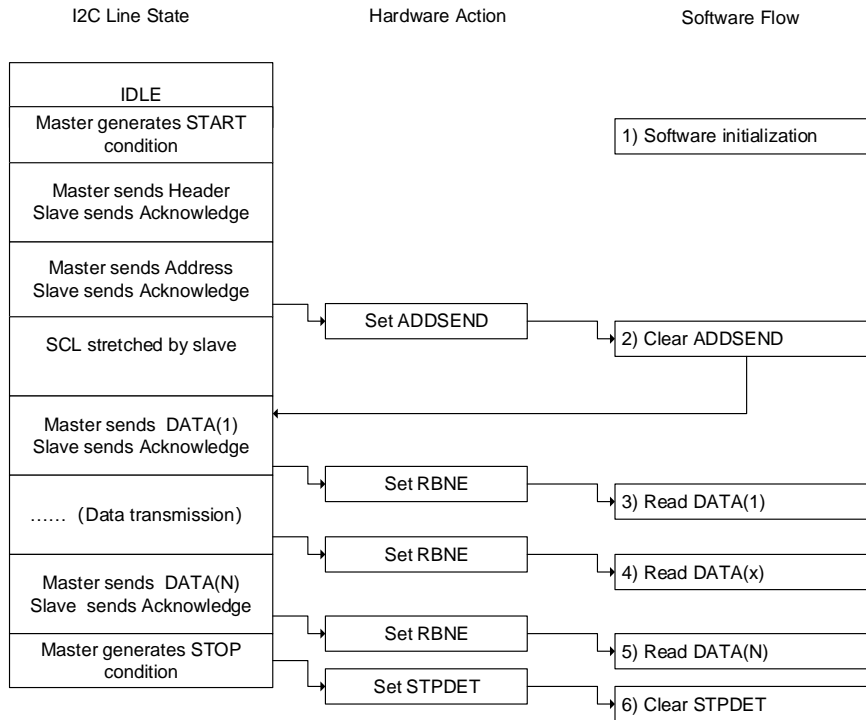 I2C Line State
Hardware Action
Software Flow
IDLE
Master generates START
condition
1) Software initialization
Master sends Header
Slave sends Acknowledge
Master sends Address
Slave sends Acknowledge
Set ADDSEND
2) Clear ADDSEND
SCL stretched by slave
Master sends DATA(1)
Slave sends Acknowledge
Set RBNE
3) Read DATA(1)
...... (Data transmission)
Set RBNE
4) Read DATA(x)
Master sends DATA(N)
Slave sends Acknowledge
Set RBNE
5) Read DATA(N)
Master generates STOP
condition
Set STPDET
6) Clear STPDET